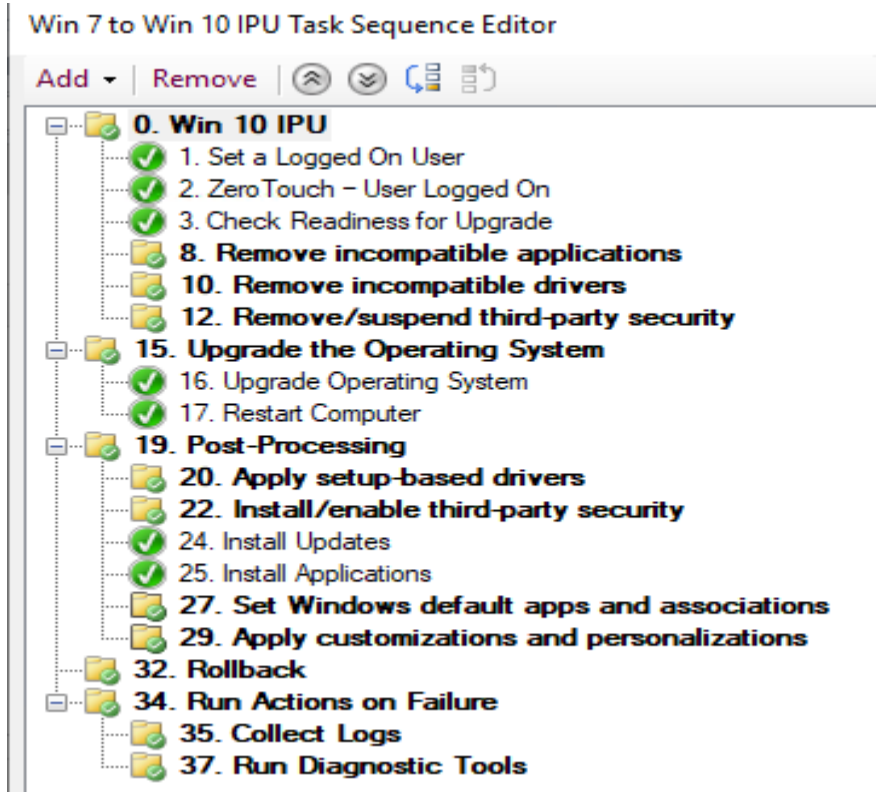 Win 7 to Win 10 IPU Task Sequence Editor
Add Remove
0. Win 10 IPU
1. Set a Logged On User
2. ZeroTouch – User Logged On
3. Check Readiness for Upgrade
8. Remove incompatible applications
10. Remove incompatible drivers
12. Remove/suspend third-party security
15. Upgrade the Operating System
16. Upgrade Operating System
17. Restart Computer
19. Post-Processing
20. Apply setup-based drivers
22. Install/enable third-party security
24. Install Updates
25. Install Applications
27. Set Windows default apps and associations
29. Apply customizations and personalizations
32. Rollback
34. Run Actions on Failure
35. Collect Logs
37. Run Diagnostic Tools